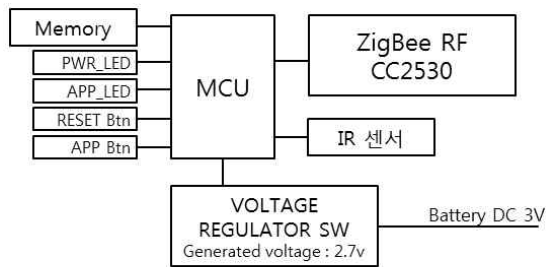 Memory
PWR_LED
APP_LED
RESET Btn
APP Btn
MCU
ZigBee RF
CC2530
IR 센서
VOLTAGE
REGULATOR SW
Generated voltage : 2.7v
Battery DC 3V